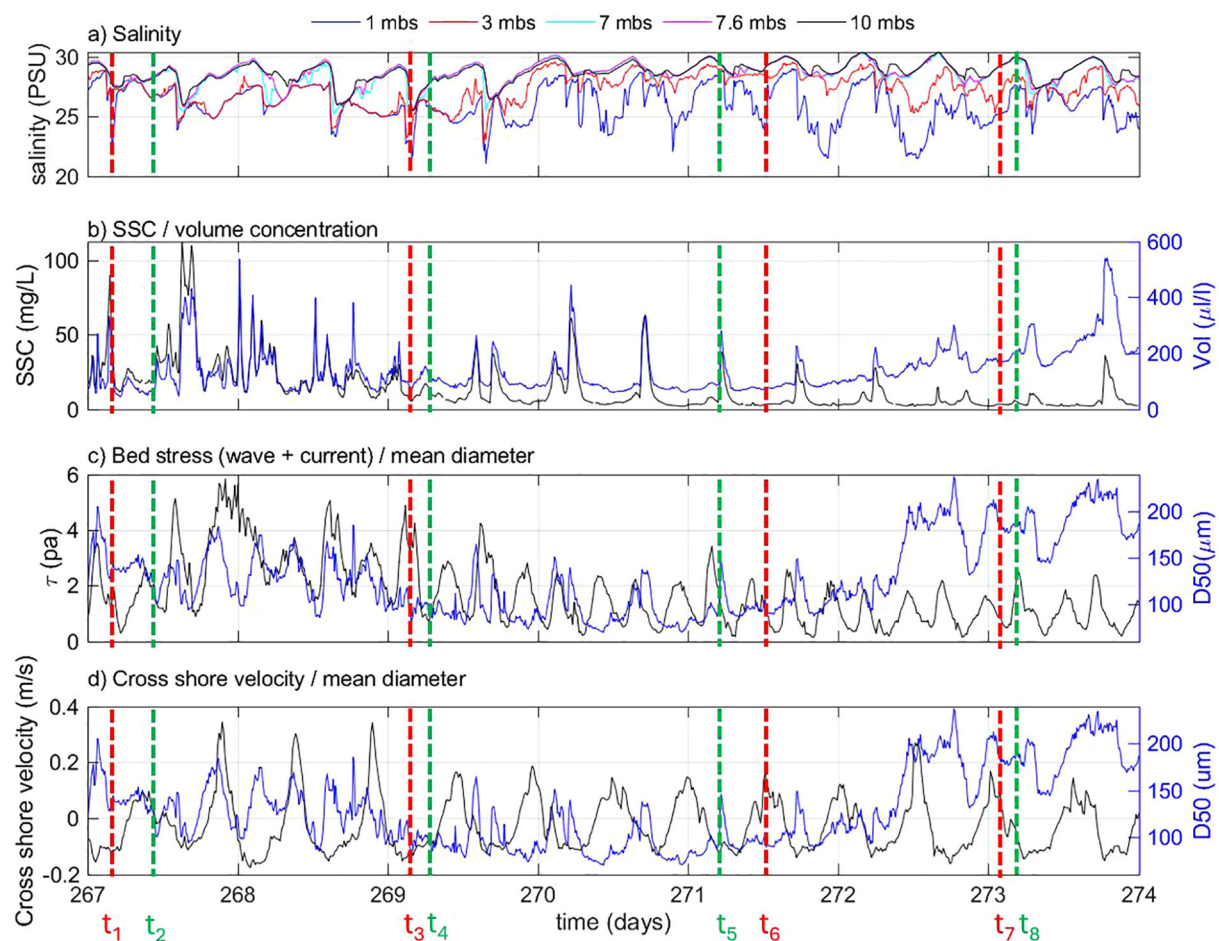 1 mbs 3 mbs 7 mbs 7.6 mbs 10 mbs
a) Salinity
salinity (PSU)
30
25
20
b) SSC / volume concentration
SSC (mg/L)
100
50
0
600
400
200
0
Vol (µl/l)
c) Bed stress (wave + current) / mean diameter
τ (pa)
6
4
2
0
200
150
100
D50(µm)
d) Cross shore velocity / mean diameter
Cross shore velocity (m/s)
0.4
0.2
0
-0.2
200
150
100
D50 (um)
267 268 269 270 271 272 273 274
time (days)
t1 t2 t3 t4 t5 t6 t7 t8